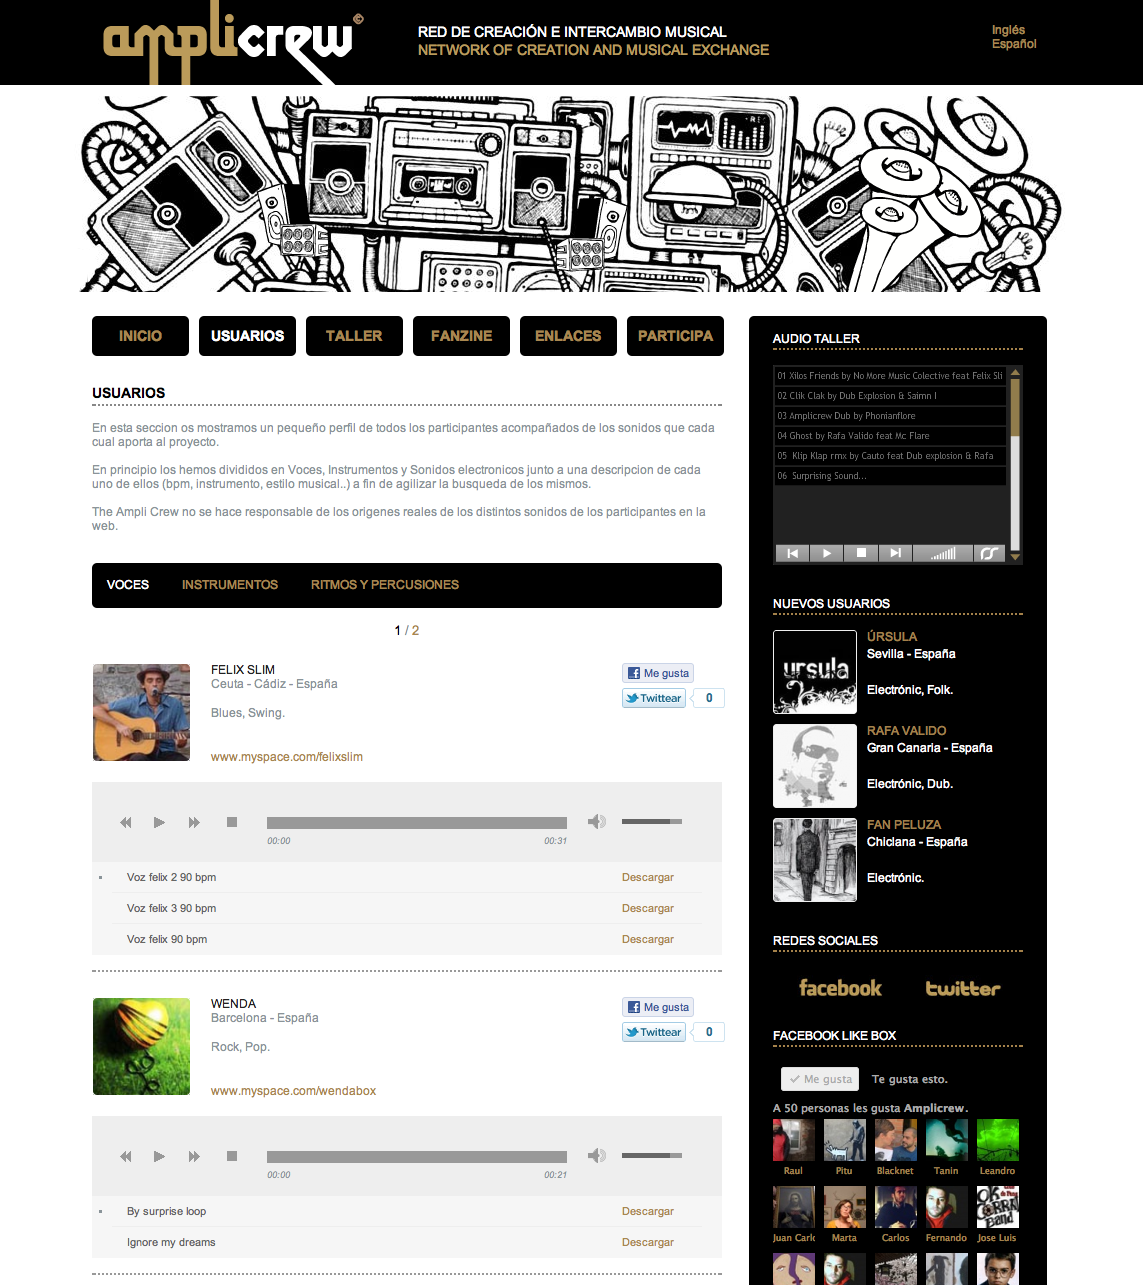 amplicrew©
RED DE CREACIÓN E INTERCAMBIO MUSICAL
NETWORK OF CREATION AND MUSICAL EXCHANGE
Inglés
Español
INICIO
USUARIOS
TALLER
FANZINE
ENLACES
PARTICIPA
USUARIOS
En esta seccion os mostramos un pequeño perfil de todos los participantes acompañados de los sonidos que cada
cual aporta al proyecto.
En principio los hemos divididos en Voces, Instrumentos y Sonidos electronicos junto a una descripcion de cada
uno de ellos (bpm, instrumento, estilo musical..) a fin de agilizar la busqueda de los mismos.
The Ampli Crew no se hace responsable de los origenes reales de los distintos sonidos de los participantes en la
web.
VOCES
INSTRUMENTOS
RITMOS Y PERCUSIONES
1 / 2
FELIX SLIM
Ceuta - Cádiz - España
Blues, Swing.
www.myspace.com/felixslim
Me gusta
Twittear
0
00:00
00:31
Voz felix 2 90 bpm
Descargar
Voz felix 3 90 bpm
Descargar
Voz felix 90 bpm
Descargar
WENDA
Barcelona - España
Rock, Pop.
www.myspace.com/wendabox
Me gusta
Twittear
0
00:00
00:21
By surprise loop
Descargar
Ignore my dreams
Descargar
AUDIO TALLER
01 Xilos Friends by No More Music Colective feat Felix Sli
02 Clik Clak by Dub Explosion & Saimn I
03 Amplicrew Dub by Phonianflore
04 Ghost by Rafa Valido feat Mc Flare
05 Klip Klap rmx by Cauto feat Dub explosion & Rafa
06 Surprising Sound...
NUEVOS USUARIOS
ursula
ÚRSULA
Sevilla - España
Electrónic, Folk.
RAFA VALIDO
Gran Canaria - España
Electrónic, Dub.
FAN PELUZA
Chiclana - España
Electrónic.
REDES SOCIALES
facebook
twitter
FACEBOOK LIKE BOX
Me gusta
Te gusta esto.
A 50 personas les gusta Amplicrew.
Raul
Pitu
Blacknet
Tanin
Leandro
Juan Carlo
Marta
Carlos
Fernando
Jose Luis